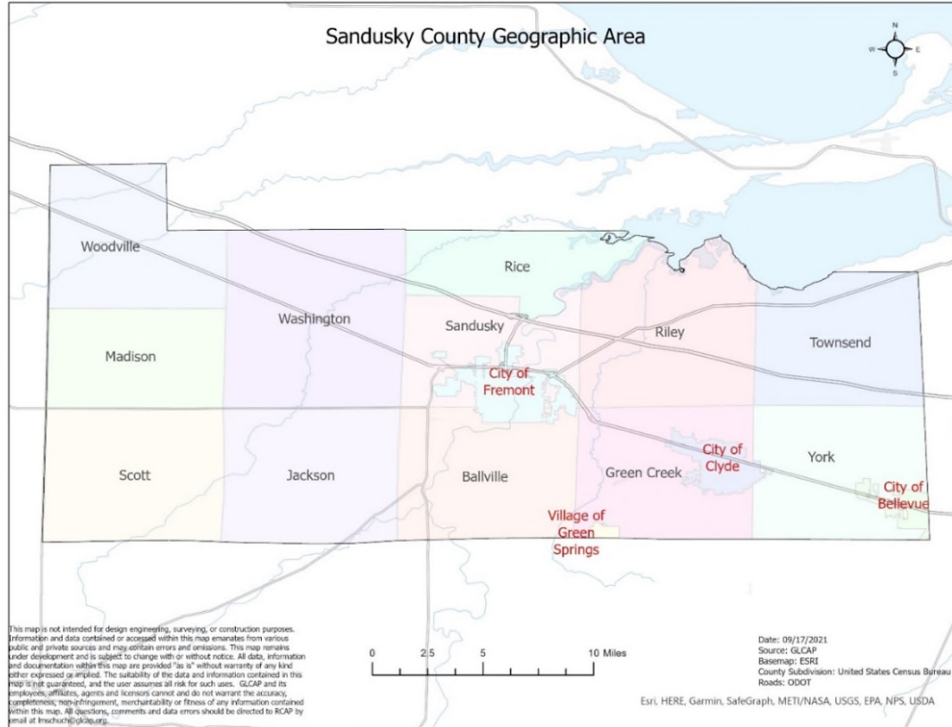 Sandusky County Geographic Area
N
W
E
S
Woodville
Rice
Washington
Sandusky
Riley
Townsend
Madison
City of
Fremont
Scott
Jackson
Ballville
Green Creek
City of
Clyde
York
City of
Bellevue
Village of
Green
Springs
This map is not intended for design engineering, surveying, or construction purposes.
Information and data contained or accessed within this map emanates from various
public and private sources and may contain errors and omissions. This map remains
under development and is subject to change with or without notice. All data, information
and documentation within this map are provided "as is" without warranty of any kind
either expressed or implied. The suitability of the data and information contained in this
map is not guaranteed, and the user assumes all risk for such uses. GLCAP and its
employees, affiliates, agents and licensors cannot and do not warrant the accuracy,
completeness, non-infringement, merchantability or fitness of any information contained
within this map. All questions, comments and data errors should be directed to RCAP by
email at lmschuch@glcap.org.
0 2.5 5 10 Miles
Date: 09/17/2021
Source: GLCAP
Basemap: ESRI
County Subdivision: United States Census Bureau
Roads: ODOT
Esri, HERE, Garmin, SafeGraph, METI/NASA, USGS, EPA, NPS, USDA